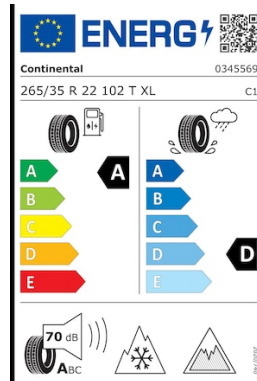 ENERG
Continental 0345569
265/35 R 22 102 T XL C1
A A A
B B
C C
D D D
E E
70 dB
ABC